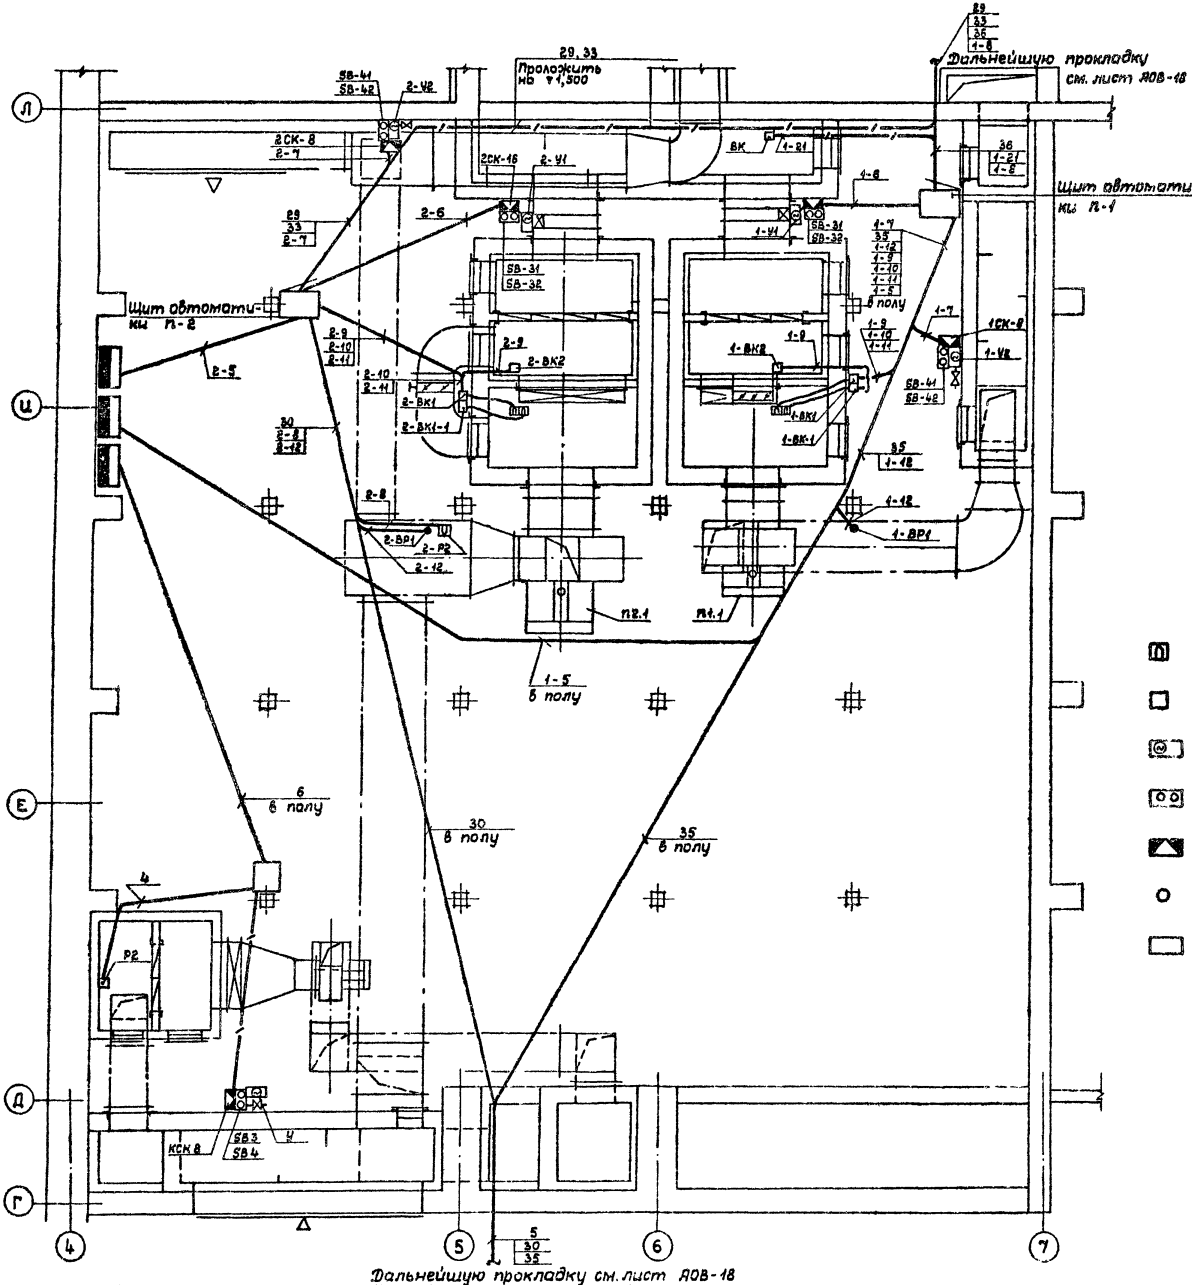 29
33
36
1-6
Дальнейшую прокладку
см. лист АОВ-18
29, 33
Проложить
на 1,500
SB-41
SB-42
2-У2
Л
2СК-8
2-7
2СК-16
2-У1
ВК
1-21
36
1-21
1-6
Щит автомати
ки П-1
1-6
29
33
2-7
2-6
SB-31
SB-32
1-У1
SB-31
SB-32
1-7
35
1-12
1-9
1-10
1-11
1-5
в полу
Щит автомати-
ки П-2
2-9
2-10
2-11
2-9
1-ВК2
1-9
1-9
1-10
1-11
1-7
1СК-8
1-У2
2-ВК2
2-5
2-10
2-11
2-ВК1
2-ВК1-1
1-ВК1
1-ВК-1
SB-41
SB-42
И
30
2-8
2-12
35
1-12
2-8
2-ВР1
2-Р2
2-12
1-12
1-ВР1
П2.1
П1.1
1-5
в полу
Е
6
в полу
30
в полу
35
в полу
4
Р2
Д
КСК 8
SB3
SB4
У
Г
4
5
6
7
5
30
35
Дальнейшую прокладку см. лист АОВ-18